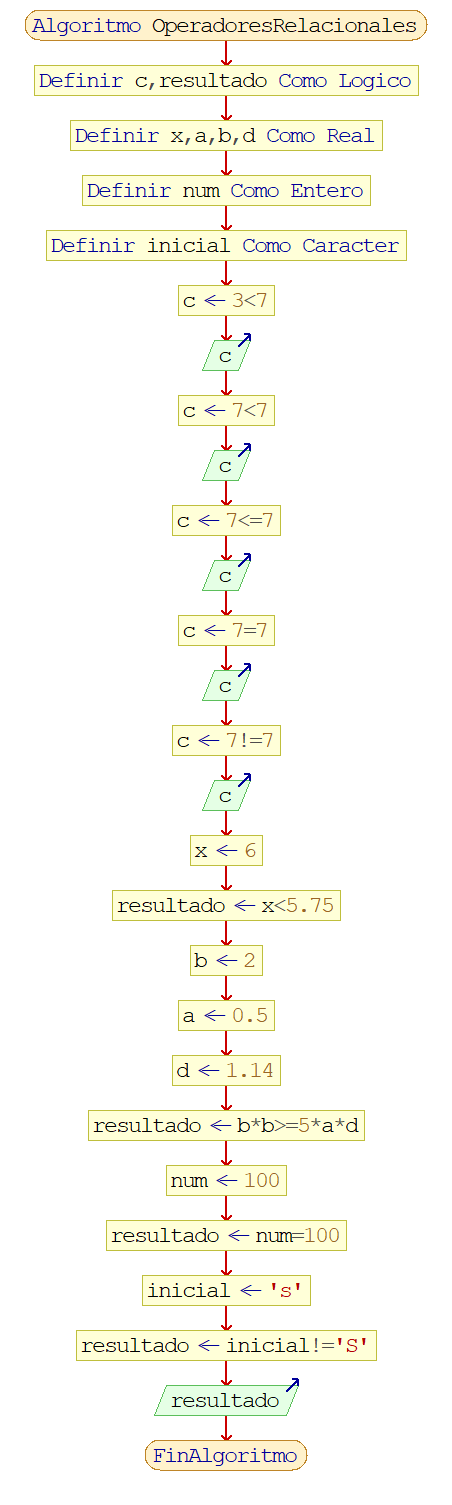 Algoritmo OperadoresRelacionales
Definir c,resultado Como Logico
Definir x,a,b,d Como Real
Definir num Como Entero
Definir inicial Como Caracter
c ← 3<7
c
c ← 7<7
c
c ← 7<=7
c
c ← 7=7
c
c ← 7!=7
c
x ← 6
resultado ← x<5.75
b ← 2
a ← 0.5
d ← 1.14
resultado ← b*b>=5*a*d
num ← 100
resultado ← num=100
inicial ← 's'
resultado ← inicial!='S'
resultado
FinAlgoritmo